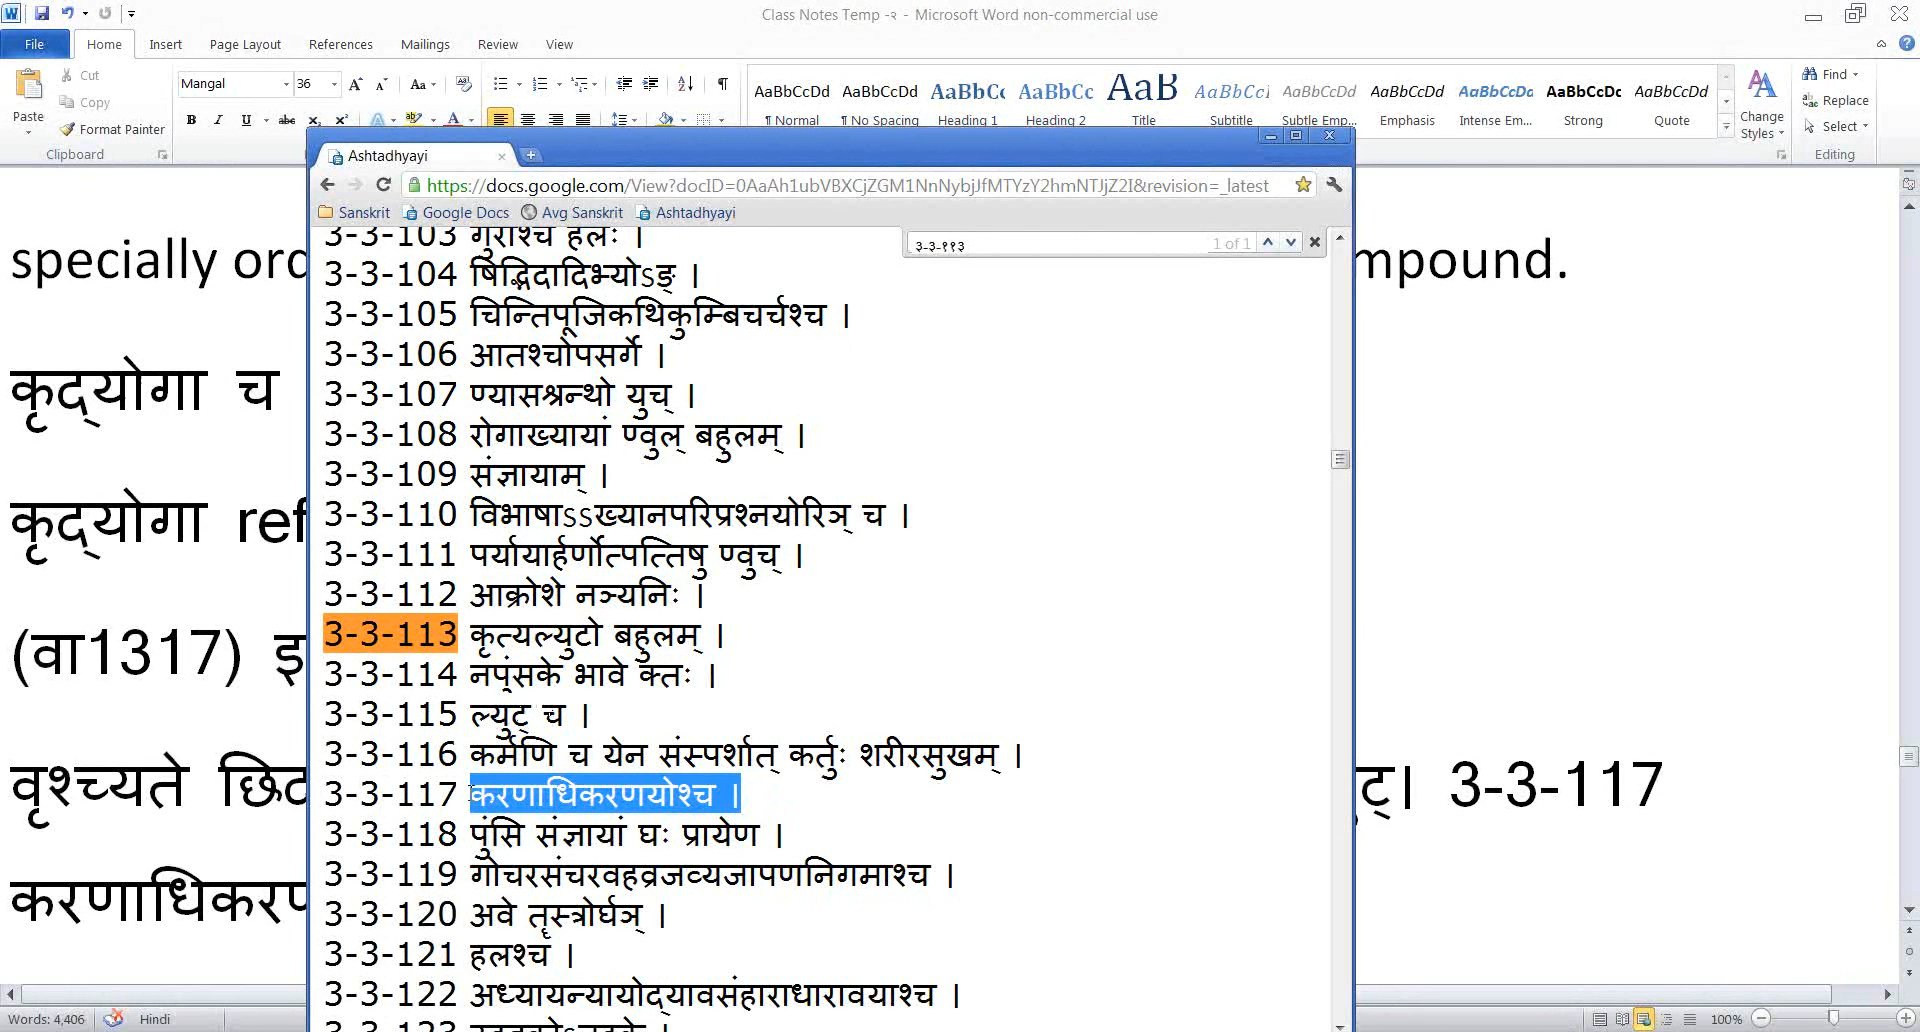 Class Notes Temp -२ - Microsoft Word non-commercial use
File Home Insert Page Layout References Mailings Review View
Cut
Copy
Format Painter
Paste
Clipboard
Mangal 36
AaBbCcDd AaBbCcDd AaBbCc AaBbCc AaB AaBbCcI AaBbCcDd AaBbCcDd AaBbCcDd AaBbCcDc AaBbCcDd
¶ Normal ¶ No Spacing Heading 1 Heading 2 Title Subtitle Subtle Emp... Emphasis Intense Em... Strong Quote
Change Styles
Find
Replace
Select
Editing
Ashtadhyayi
https://docs.google.com/View?docID=0AaAh1ubVBXCjZGM1NnNybjJfMTYzY2hmNTJjZ2I&revision=_latest
Sanskrit Google Docs Avg Sanskrit Ashtadhyayi
३-३-११३ 1 of 1
3-3-103 गुरोश्च हलः ।
3-3-104 षिद्भिदादिभ्योऽङ् ।
3-3-105 चिन्तिपूजिकथिकुम्बिचर्चश्च ।
3-3-106 आतश्चोपसर्गे ।
3-3-107 ण्यासश्रन्थो युच् ।
3-3-108 रोगाख्यायां ण्वुल् बहुलम् ।
3-3-109 संज्ञायाम् ।
3-3-110 विभाषाऽऽख्यानपरिप्रश्नयोरिञ् च ।
3-3-111 पर्यायार्हर्णोत्पत्तिषु ण्वुच् ।
3-3-112 आक्रोशे नञ्यनिः ।
3-3-113 कृत्यल्युटो बहुलम् ।
3-3-114 नपुंसके भावे क्तः ।
3-3-115 ल्युट् च ।
3-3-116 कर्मणि च येन संस्पर्शात् कर्तुः शरीरसुखम् ।
3-3-117 करणाधिकरणयोश्च ।
3-3-118 पुंसि संज्ञायां घः प्रायेण ।
3-3-119 गोचरसंचरवहव्रजव्यजापणनिगमाश्च ।
3-3-120 अवे तॄस्त्रोर्घञ् ।
3-3-121 हलश्च ।
3-3-122 अध्यायन्यायोद्यावसंहाराधारावयाश्च ।
specially
कृद्योगा च
कृद्योगा
(वा1317)
वृश्च्यते
3-3-117
Words: 4,406 Hindi 100%